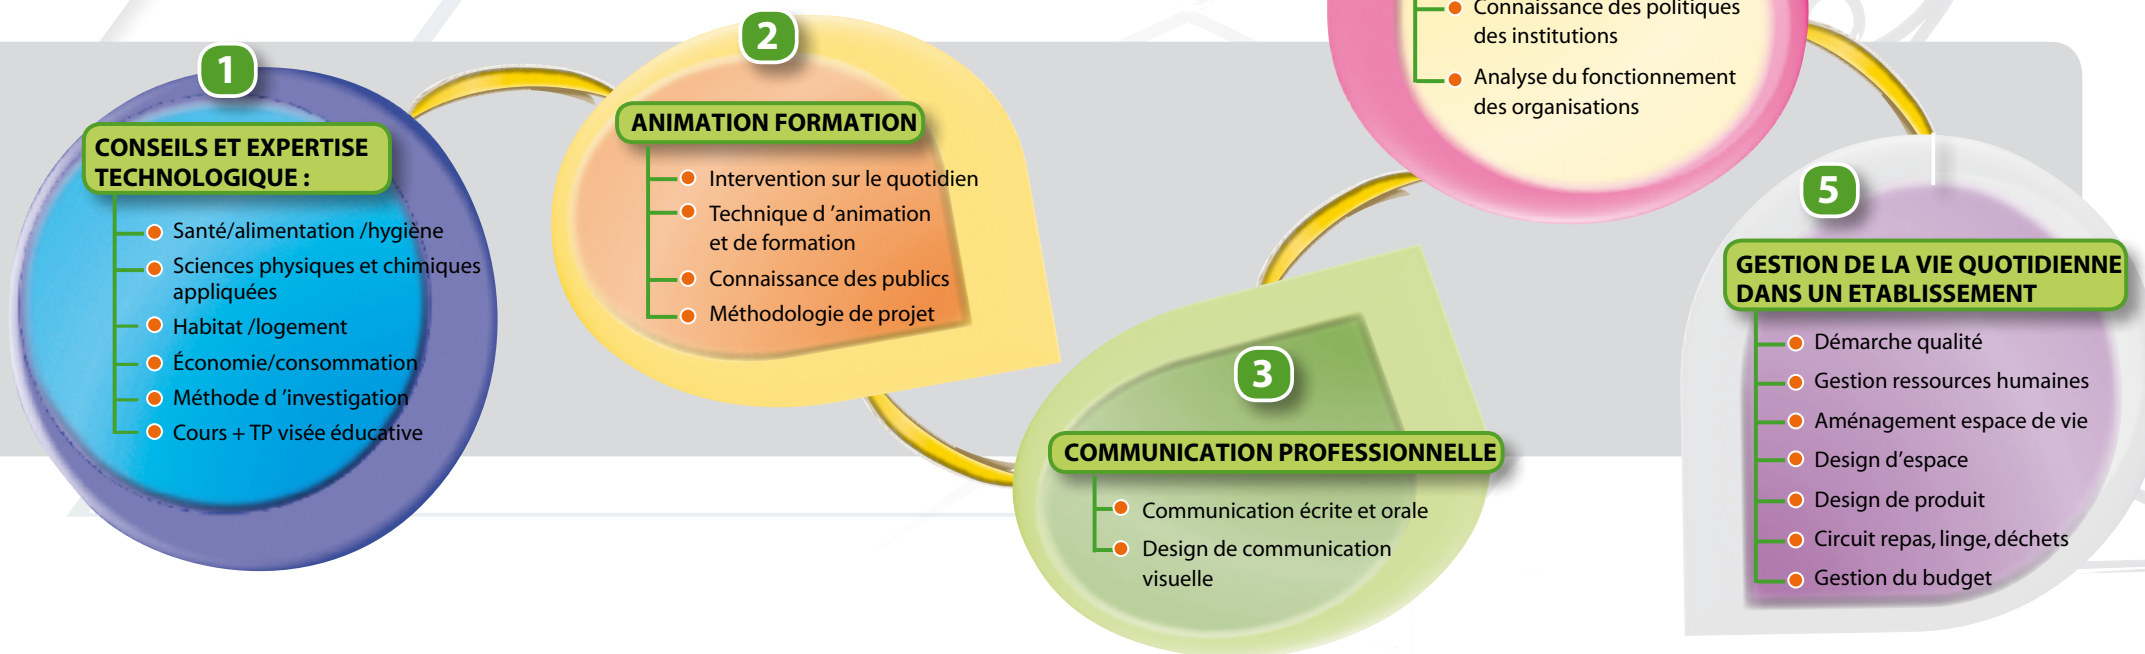 1
CONSEILS ET EXPERTISE
TECHNOLOGIQUE :
Santé/alimentation /hygiène
Sciences physiques et chimiques
appliquées
Habitat /logement
Économie/consommation
Méthode d ’investigation
Cours + TP visée éducative
2
ANIMATION FORMATION
Intervention sur le quotidien
Technique d ’animation
et de formation
Connaissance des publics
Méthodologie de projet
3
COMMUNICATION PROFESSIONNELLE
Communication écrite et orale
Design de communication
visuelle
Connaissance des politiques
des institutions
Analyse du fonctionnement
des organisations
5
GESTION DE LA VIE QUOTIDIENNE
DANS UN ETABLISSEMENT
Démarche qualité
Gestion ressources humaines
Aménagement espace de vie
Design d’espace
Design de produit
Circuit repas, linge, déchets
Gestion du budget